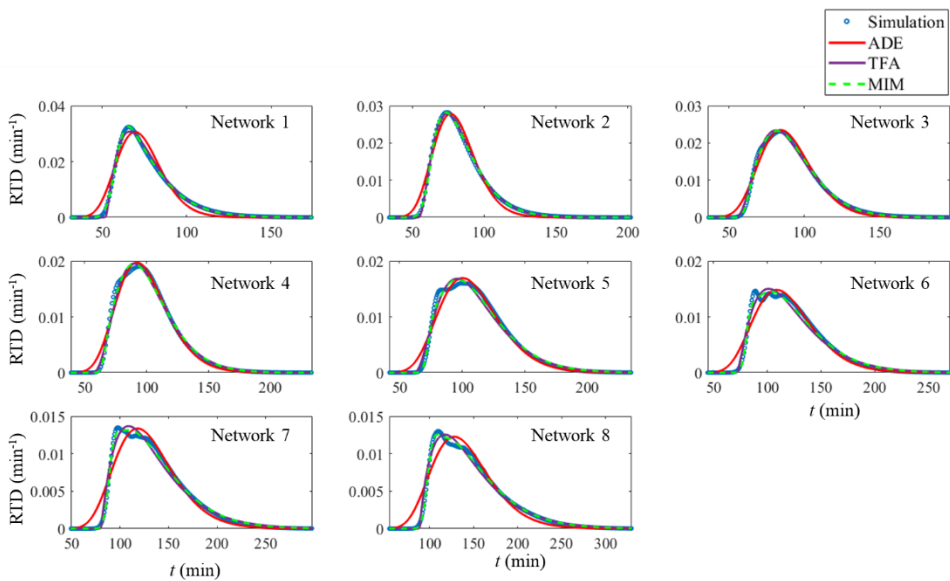 Simulation
ADE
TFA
MIM
RTD (min⁻¹)
0.04
0.02
0
Network 1
50 100 150
0.03
0.02
0.01
0
Network 2
50 100 150 200
0.03
0.02
0.01
0
Network 3
50 100 150
RTD (min⁻¹)
0.02
0.01
0
Network 4
50 100 150 200
0.02
0.01
0
Network 5
50 100 150 200
0.02
0.01
0
Network 6
50 100 150 200 250
t (min)
RTD (min⁻¹)
0.015
0.01
0.005
0
Network 7
50 100 150 200 250
t (min)
0.015
0.01
0.005
0
Network 8
100 150 200 250 300
t (min)